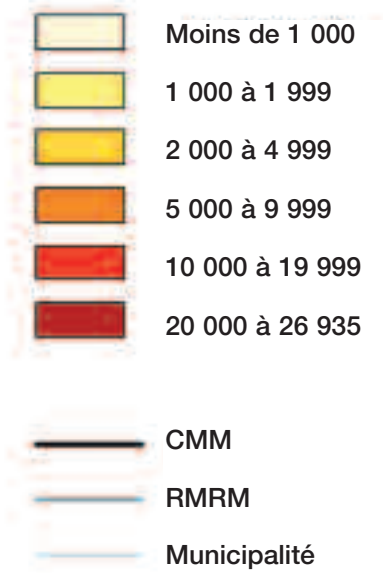 Moins de 1 000
1 000 à 1 999
2 000 à 4 999
5 000 à 9 999
10 000 à 19 999
20 000 à 26 935
CMM
RMRM
Municipalité